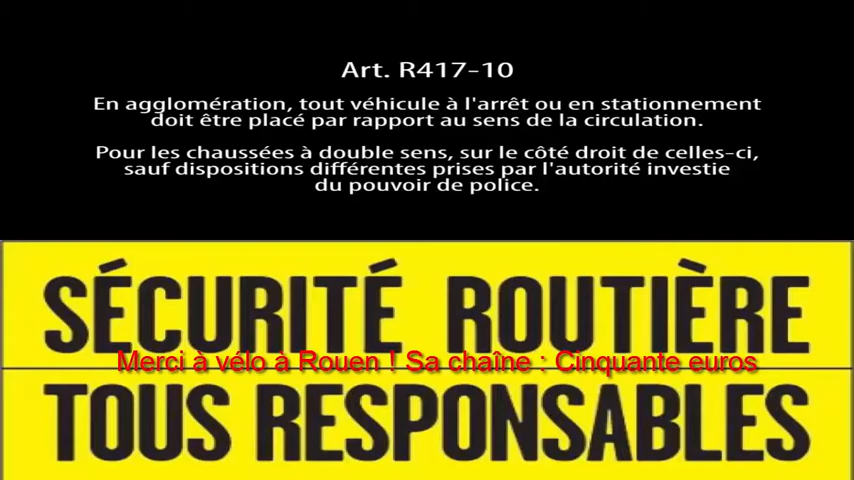 Art. R417-10
En agglomération, tout véhicule à l'arrêt ou en stationnement
doit être placé par rapport au sens de la circulation.
Pour les chaussées à double sens, sur le côté droit de celles-ci,
sauf dispositions différentes prises par l'autorité investie
du pouvoir de police.
SÉCURITÉ ROUTIÈRE
Merci à vélo à Rouen ! Sa chaîne : Cinquante euros
TOUS RESPONSABLES